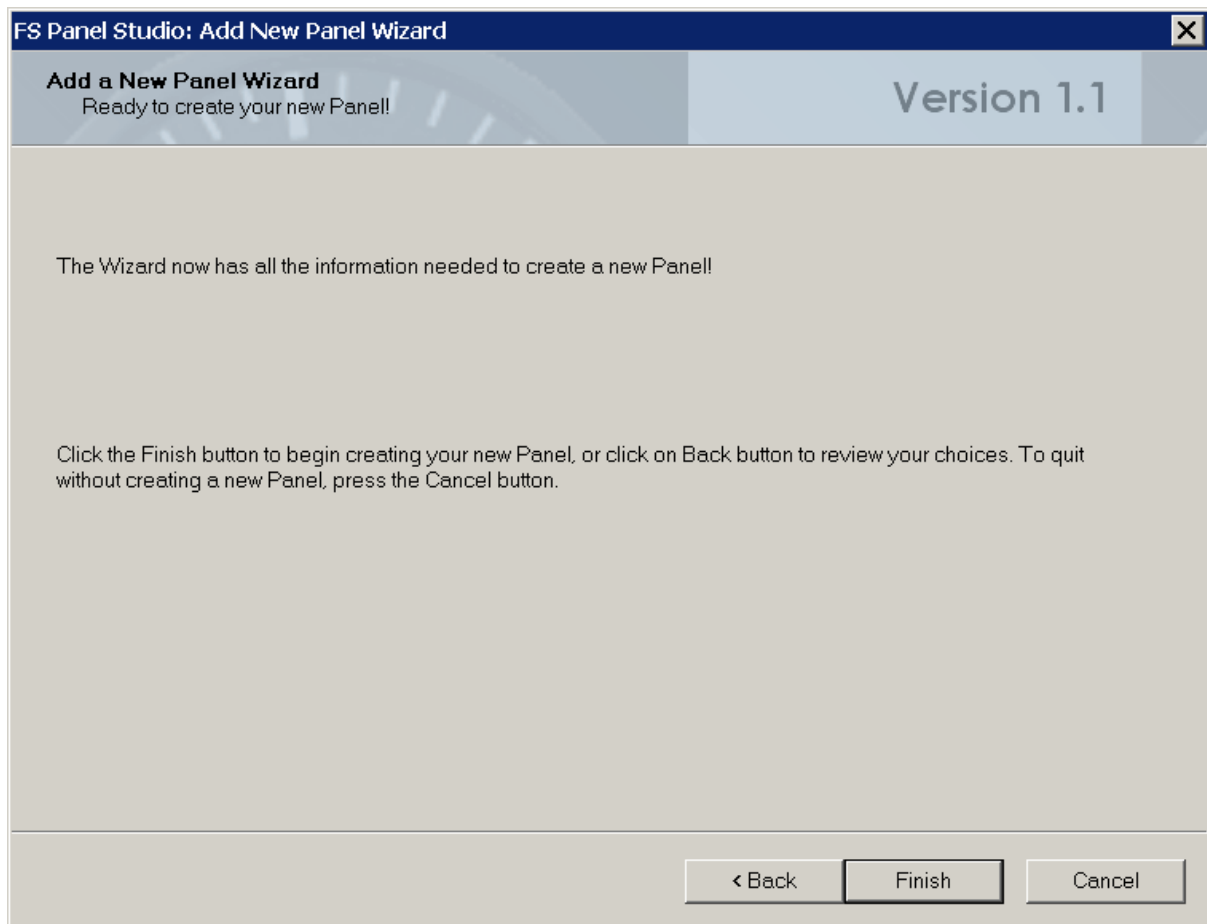 FS Panel Studio: Add New Panel Wizard
Add a New Panel Wizard
Ready to create your new Panel!
Version 1.1
The Wizard now has all the information needed to create a new Panel!
Click the Finish button to begin creating your new Panel, or click on Back button to review your choices. To quit
without creating a new Panel, press the Cancel button.
< Back
Finish
Cancel